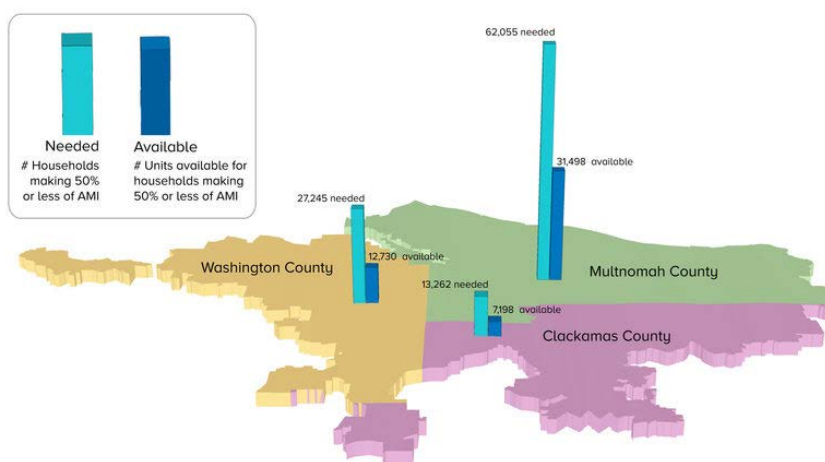 Needed
# Households
making 50%
or less of AMI
Available
# Units available for
households making
50% or less of AMI
62,055 needed
31,498 available
27,245 needed
12,730 available
Washington County
Multnomah County
13,262 needed
7,198 available
Clackamas County